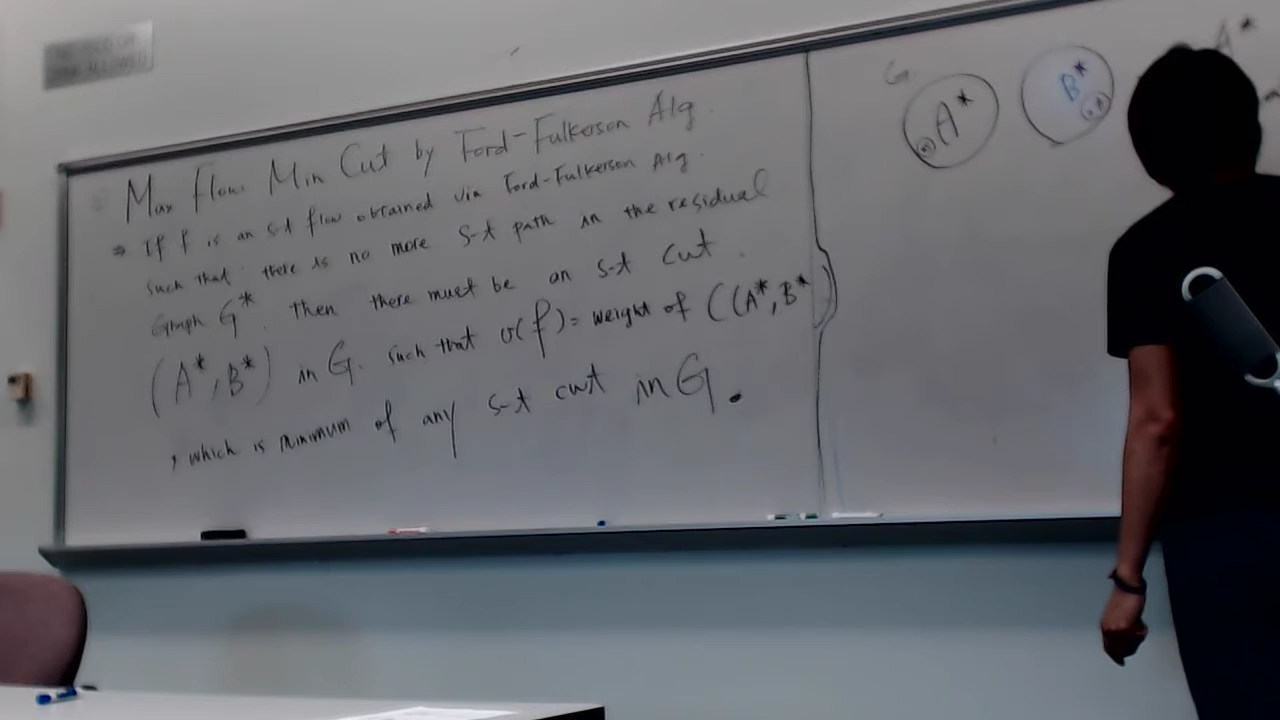 Max Flow Min Cut by Ford-Fulkerson Alg.
⇒ If f is an s-t flow obtained via Ford-Fulkerson Alg.
such that there is no more s-t path in the residual
Graph G*. Then there must be an s-t cut.
(A*, B*) in G. such that v(f) = weight of ((A*, B*)
, which is minimum of any s-t cut in G.
G.
A*
B*
A*